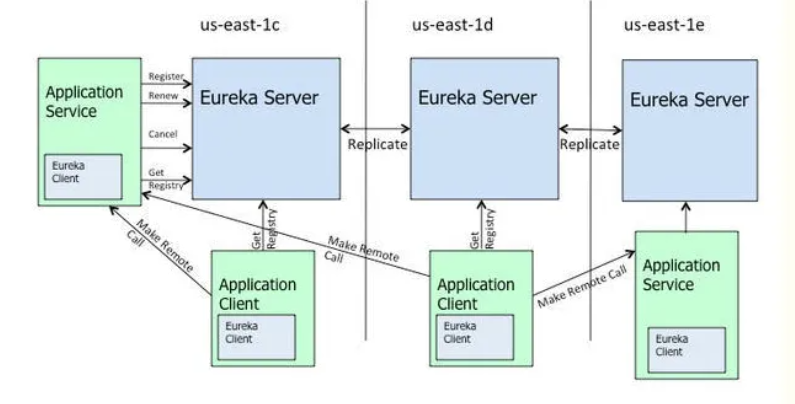 us-east-1c
us-east-1d
us-east-1e
Application
Service
Eureka
Client
Register
Renew
Cancel
Get
Registry
Eureka Server
Replicate
Eureka Server
Replicate
Eureka Server
Make Remote
Call
Get
Registry
Make Remote
Call
Get
Registry
Make Remote Call
Application
Client
Eureka
Client
Application
Client
Eureka
Client
Application
Service
Eureka
Client